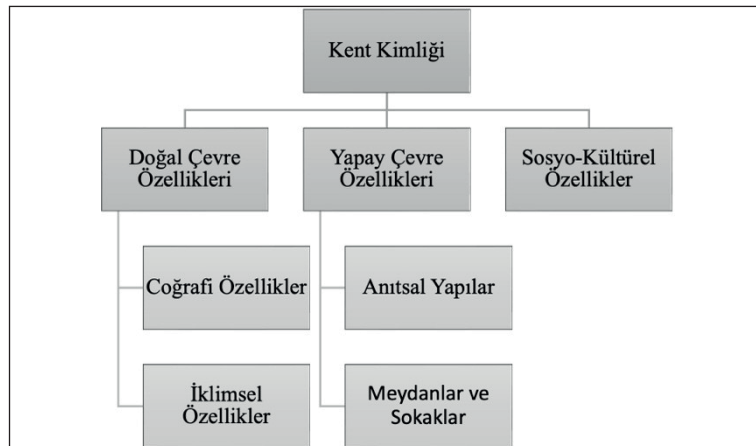 Kent Kimliği
Doğal Çevre
Özellikleri
Yapay Çevre
Özellikleri
Sosyo-Kültürel
Özellikler
Coğrafi Özellikler
Anıtsal Yapılar
İklimsel
Özellikler
Meydanlar ve
Sokaklar